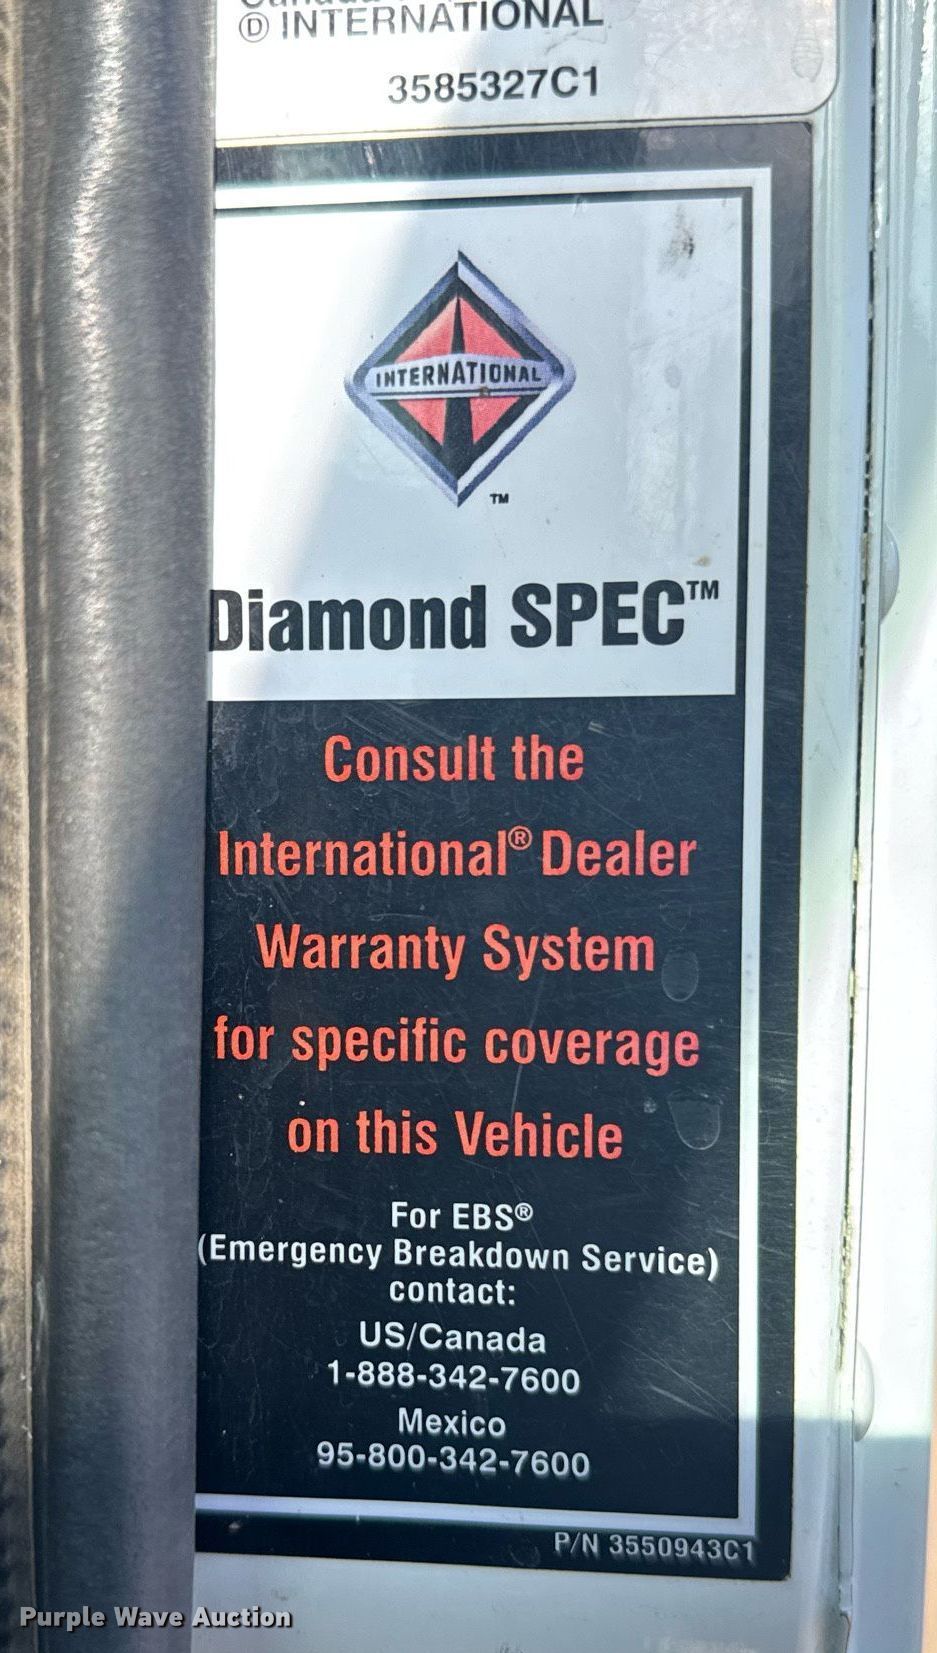 Ⓓ INTERNATIONAL
3585327C1
INTERNATIONAL
TM
Diamond SPEC™
Consult the
International® Dealer
Warranty System
for specific coverage
on this Vehicle
For EBS®
(Emergency Breakdown Service)
contact:
US/Canada
1-888-342-7600
Mexico
95-800-342-7600
P/N 3550943C1
Purple Wave Auction